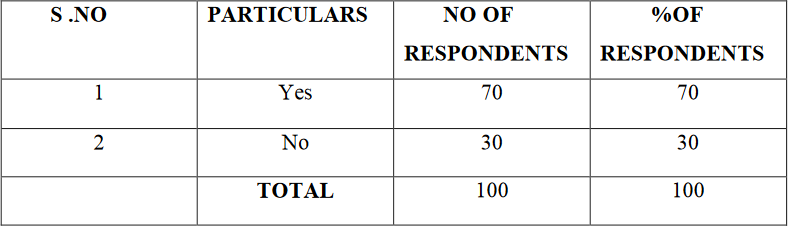 S .NO PARTICULARS NO OF RESPONDENTS %OF RESPONDENTS
1 Yes 70 70
2 No 30 30
TOTAL 100 100